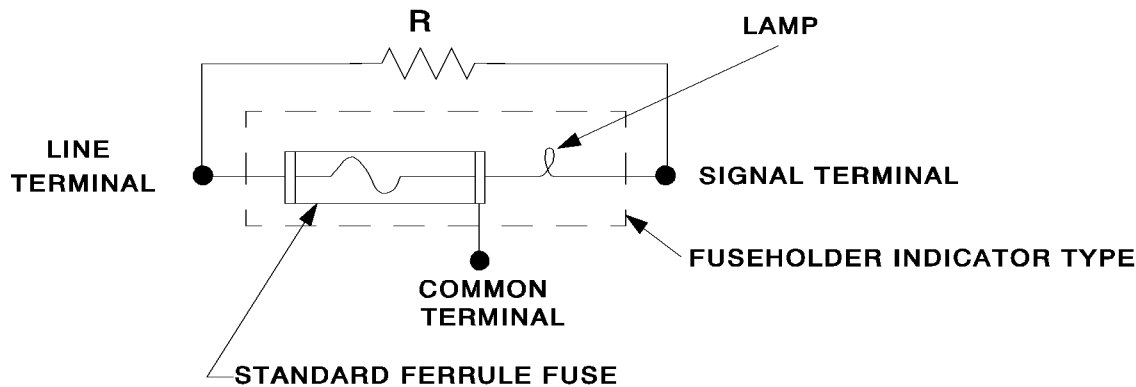 R
LAMP
LINE
TERMINAL
SIGNAL TERMINAL
FUSEHOLDER INDICATOR TYPE
COMMON
TERMINAL
STANDARD FERRULE FUSE